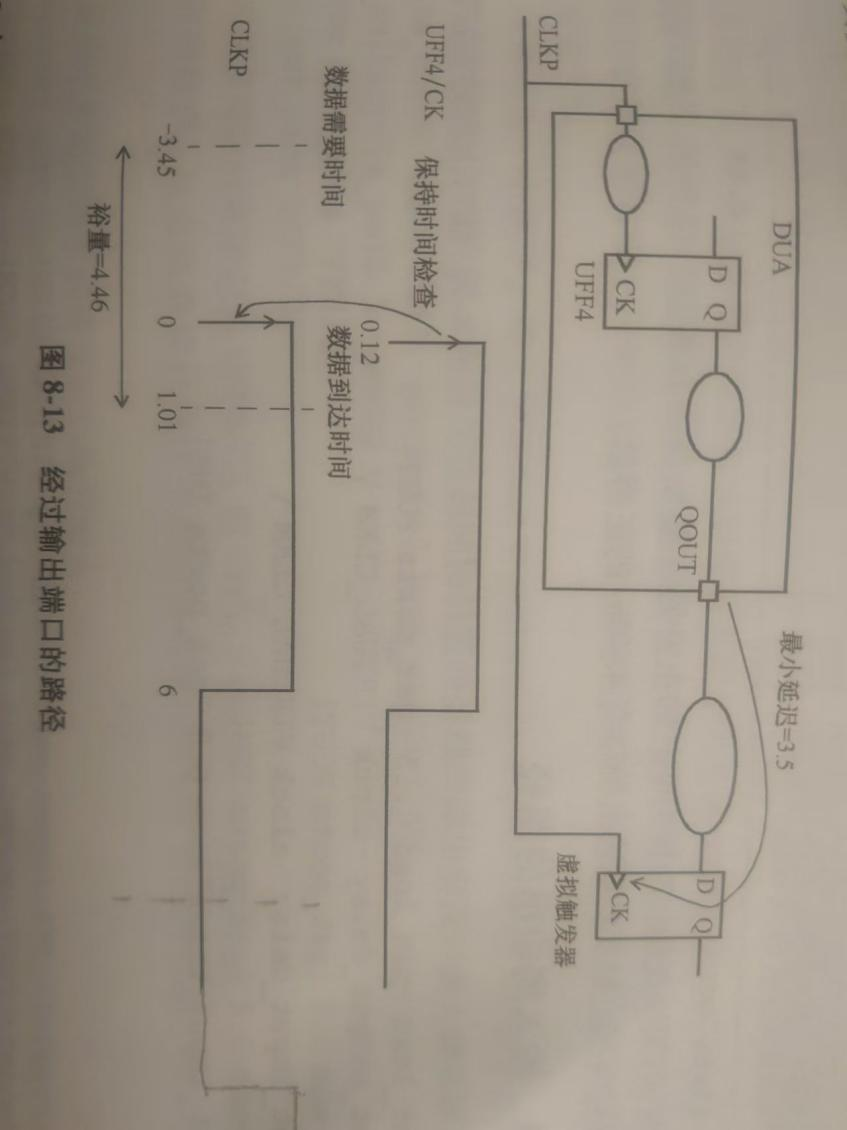 DUA
最小延迟=3.5
D Q
CK
UFF4
QOUT
D Q
CK
虚拟触发器
CLKP
UFF4/CK 保持时间检查
0.12
数据需要时间 数据到达时间
CLKP
-3.45 0 1.01 6
裕量=4.46
图 8-13 经过输出端口的路径